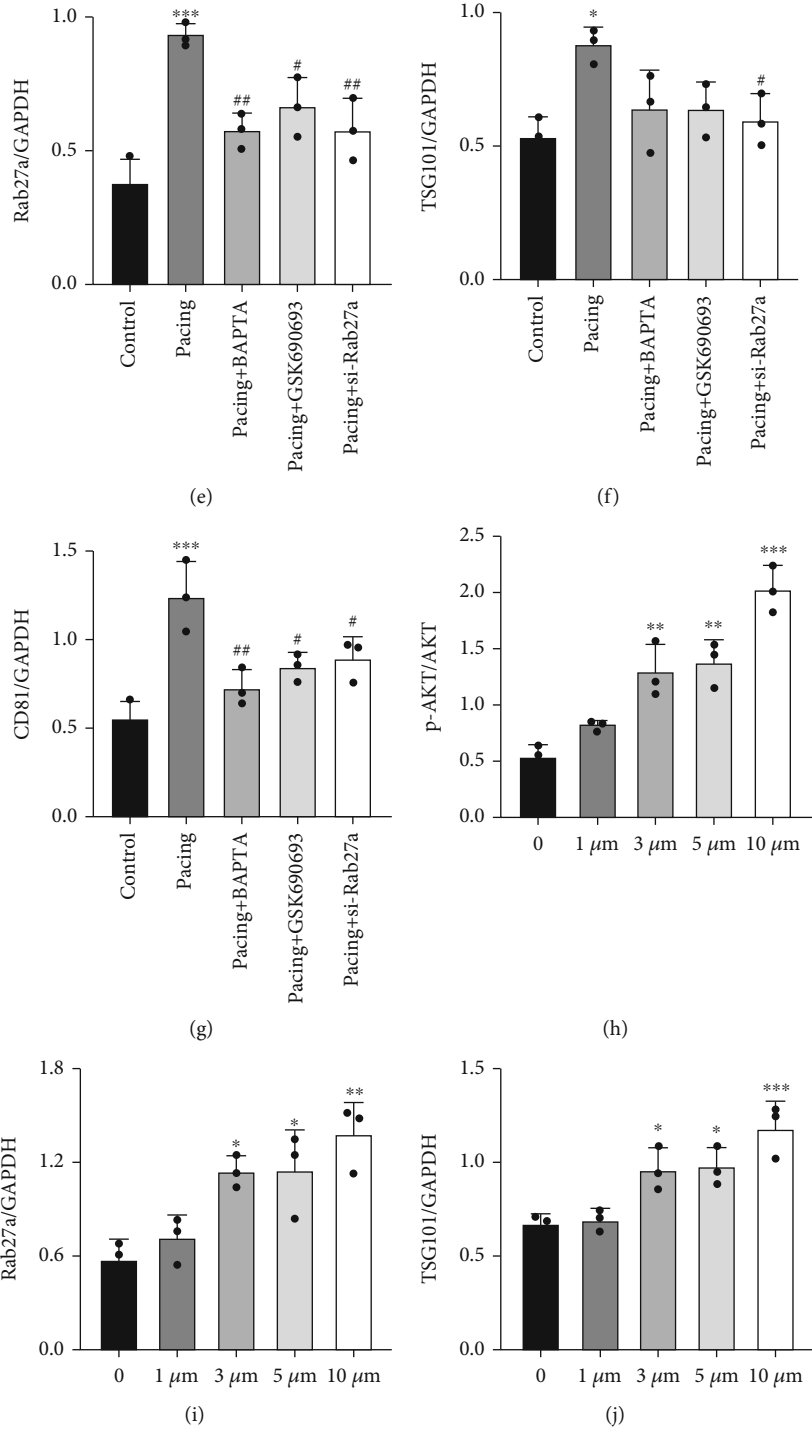 1.0
0.5
0.0
Rab27a/GAPDH
***
##
#
##
Control
Pacing
Pacing+BAPTA
Pacing+GSK690693
Pacing+si-Rab27a
(e)
1.0
0.5
0.0
TSG101/GAPDH
*
#
Control
Pacing
Pacing+BAPTA
Pacing+GSK690693
Pacing+si-Rab27a
(f)
1.5
1.0
0.5
0.0
CD81/GAPDH
***
##
#
#
Control
Pacing
Pacing+BAPTA
Pacing+GSK690693
Pacing+si-Rab27a
(g)
2.5
2.0
1.5
1.0
0.5
0.0
p-AKT/AKT
**
**
***
0 1 μm 3 μm 5 μm 10 μm
(h)
1.8
1.2
0.6
0.0
Rab27a/GAPDH
*
*
**
0 1 μm 3 μm 5 μm 10 μm
(i)
1.5
1.0
0.5
0.0
TSG101/GAPDH
*
*
***
0 1 μm 3 μm 5 μm 10 μm
(j)